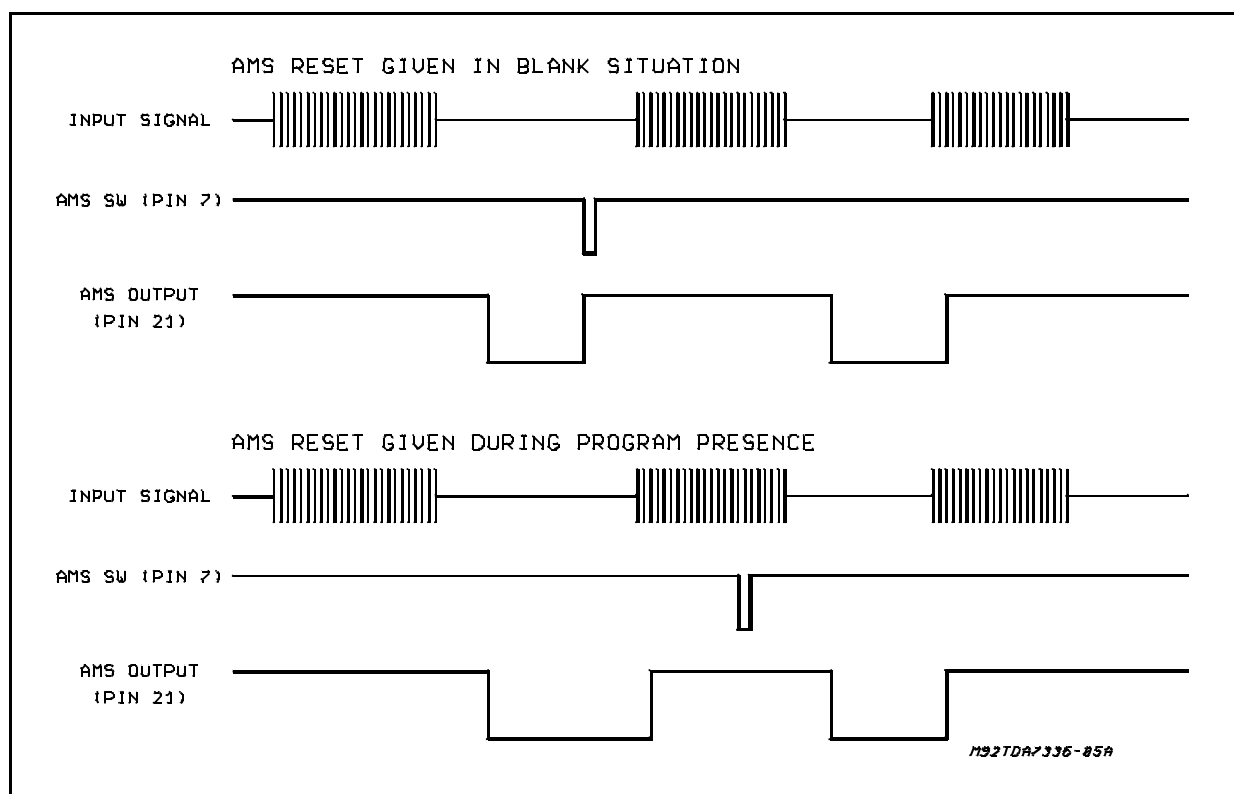 AMS RESET GIVEN IN BLANK SITUATION
INPUT SIGNAL
AMS SW (PIN 7)
AMS OUTPUT
(PIN 21)
AMS RESET GIVEN DURING PROGRAM PRESENCE
INPUT SIGNAL
AMS SW (PIN 7)
AMS OUTPUT
(PIN 21)
M92TDA7336-05A